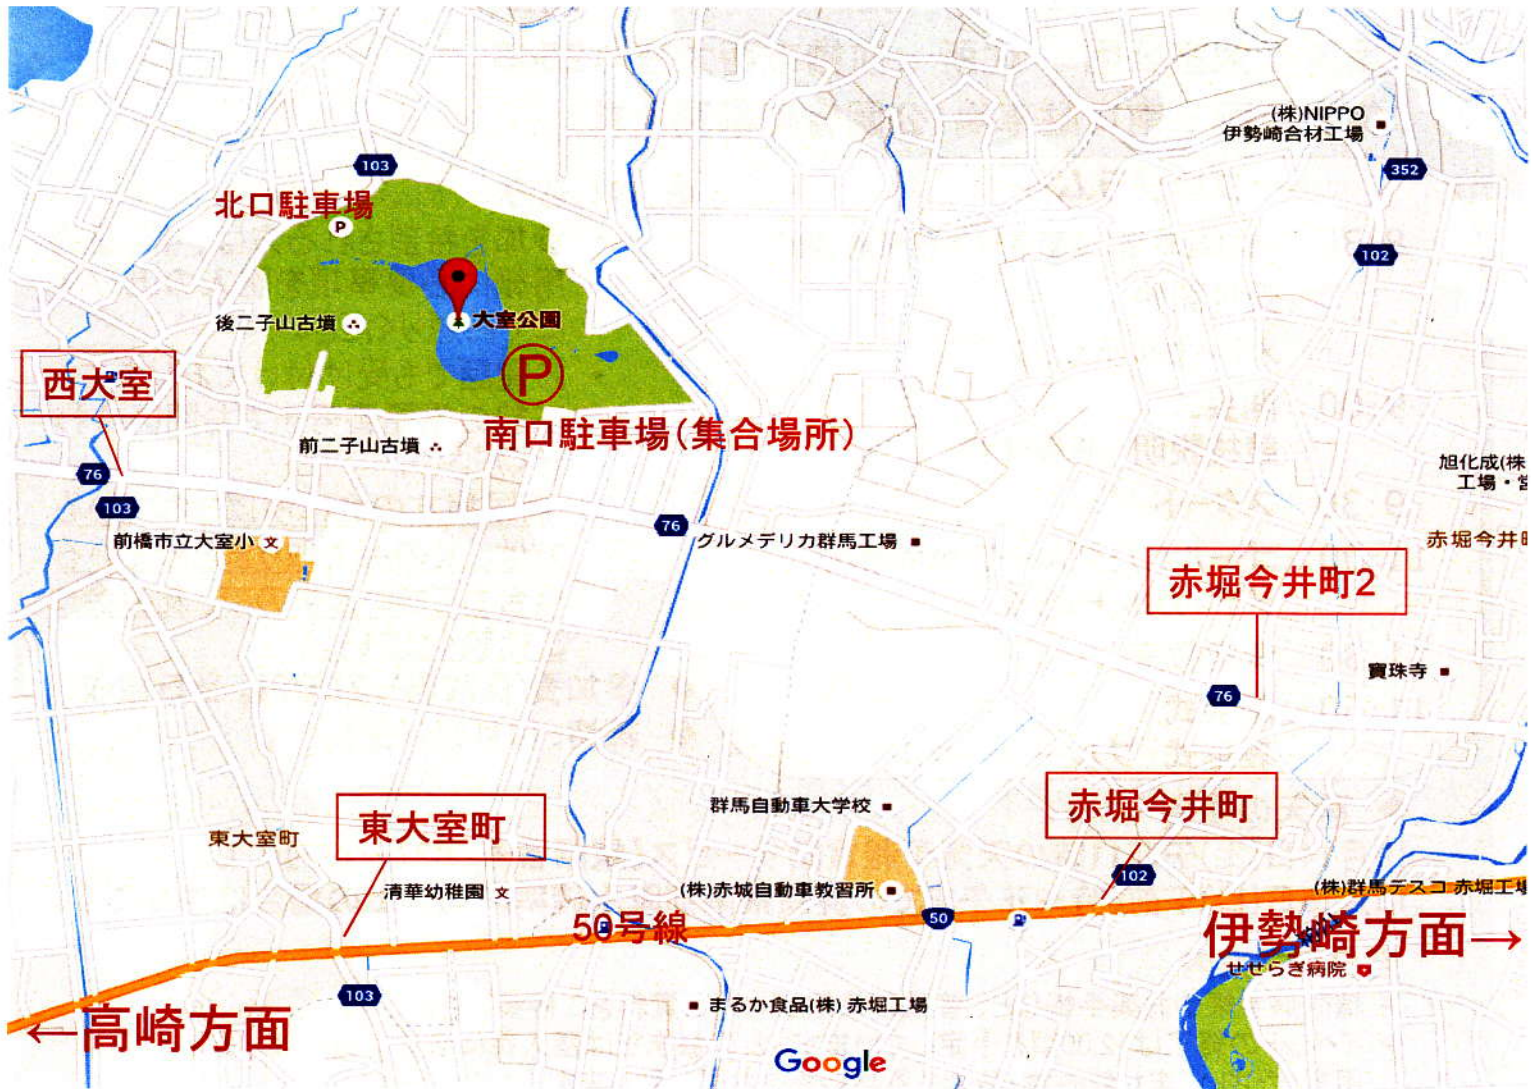 (株)NIPPO
伊勢崎合材工場
352
103
北口駐車場
P
102
後二子山古墳
大室公園
西大室
P
南口駐車場(集合場所)
前二子山古墳
76
旭化成(株
工場・営
103
76
前橋市立大室小 文
グルメデリカ群馬工場
赤堀今井町
赤堀今井町2
寶珠寺
76
赤堀今井町
東大室町
東大室町
群馬自動車大学校
102
清華幼稚園 文
(株)赤城自動車教習所
(株)群馬デスコ 赤堀工場
50号線
50
伊勢崎方面→
せせらぎ病院
103
まるか食品(株) 赤堀工場
←高崎方面
Google